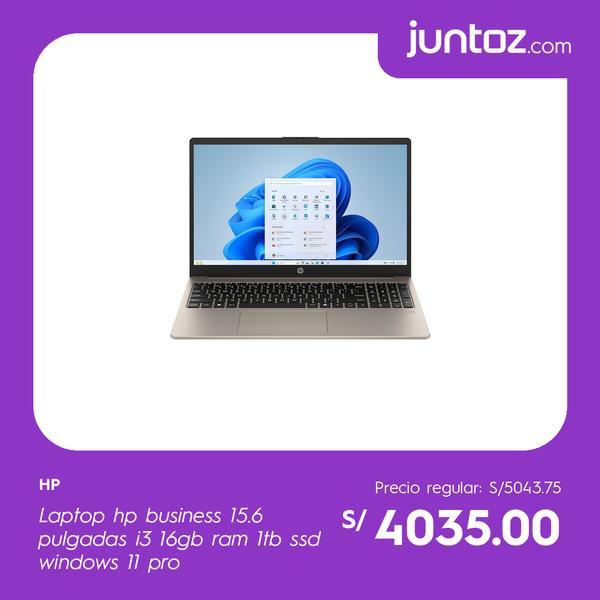 juntoz.com
HP
Precio regular: S/5043.75
Laptop hp business 15.6
pulgadas i3 16gb ram 1tb ssd
windows 11 pro
S/ 4035.00